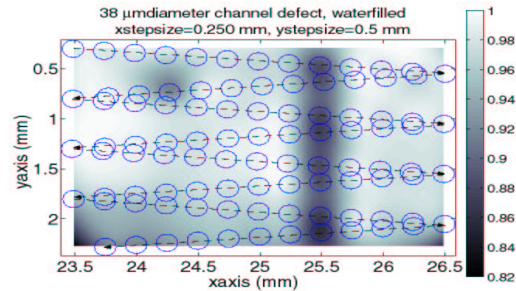 38 μmdiameter channel defect, waterfilled
xstepsize=0.250 mm, ystepsize=0.5 mm
1
0.98
0.96
0.94
0.92
0.9
0.88
0.86
0.84
0.82
yaxis (mm)
0.5
1
1.5
2
23.5 24 24.5 25 25.5 26 26.5
xaxis (mm)